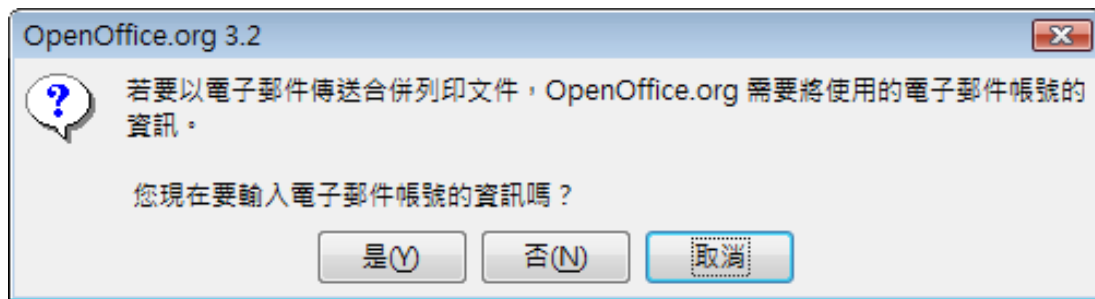 OpenOffice.org 3.2
若要以電子郵件傳送合併列印文件，OpenOffice.org 需要將使用的電子郵件帳號的
資訊。
您現在要輸入電子郵件帳號的資訊嗎？
是(Y) 否(N) 取消